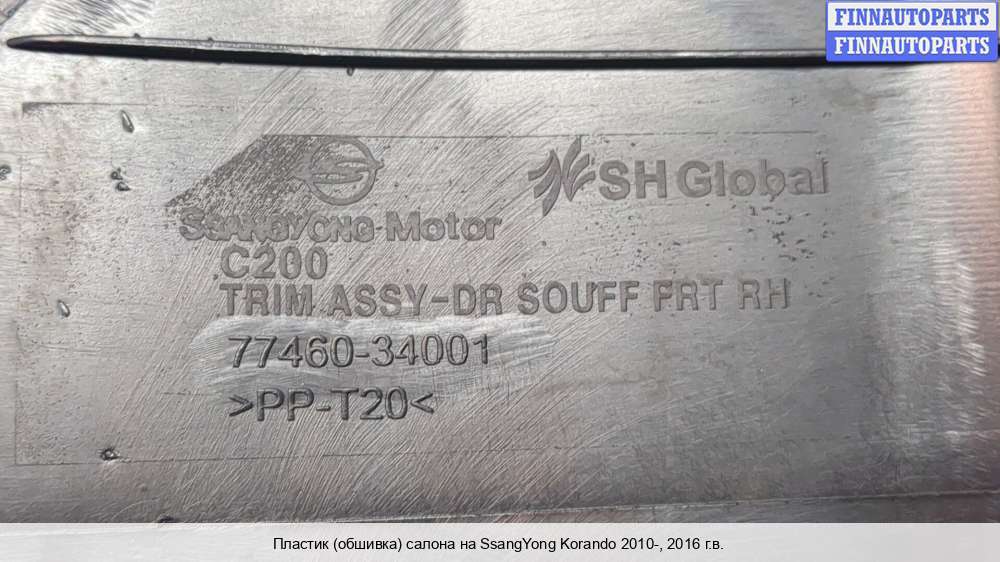 FINNAUTOPARTS
FINNAUTOPARTS
SH Global
SSANGYONG Motor
C200
TRIM ASSY-DR SOUFF FRT RH
77460-34001
>PP-T20<
Пластик (обшивка) салона на SsangYong Korando 2010-, 2016 г.в.